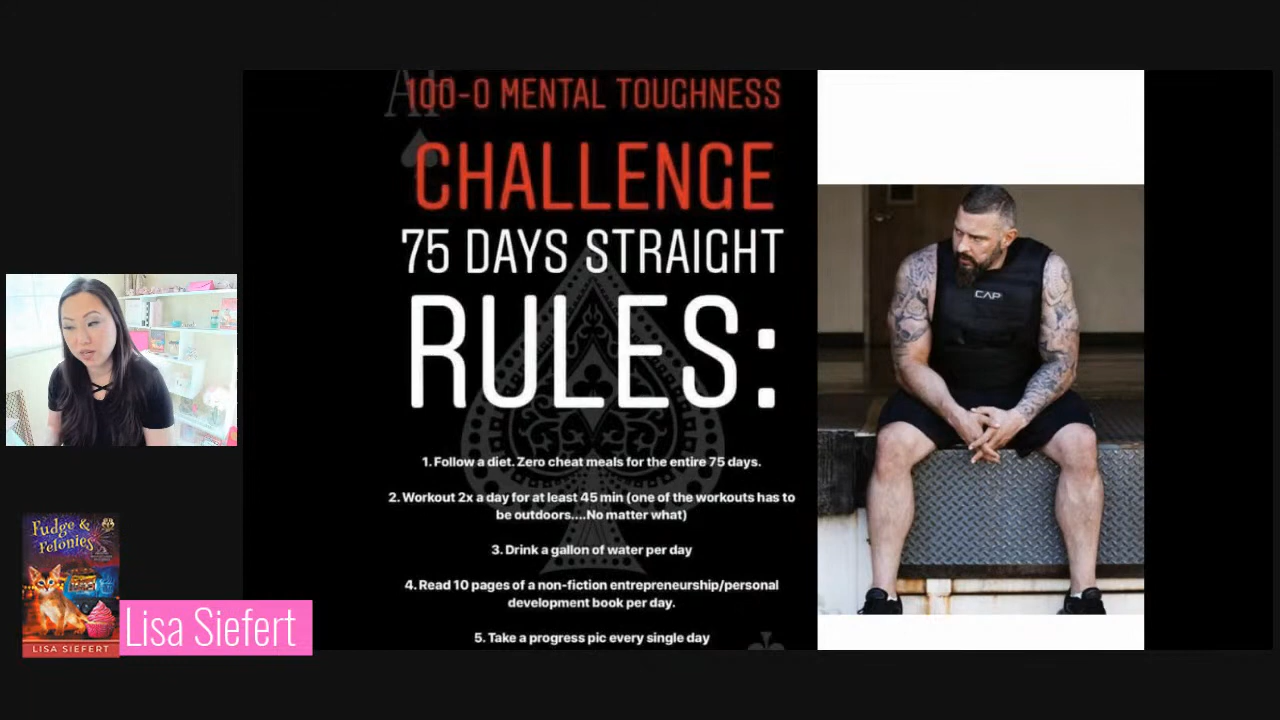 100-0 MENTAL TOUGHNESS
CHALLENGE
75 DAYS STRAIGHT
RULES:
1. Follow a diet. Zero cheat meals for the entire 75 days.
2. Workout 2x a day for at least 45 min (one of the workouts has to
be outdoors....No matter what)
3. Drink a gallon of water per day
4. Read 10 pages of a non-fiction entrepreneurship/personal
development book per day.
5. Take a progress pic every single day
CAP
Fudge &
Felonies
LISA SIEFERT
Lisa Siefert